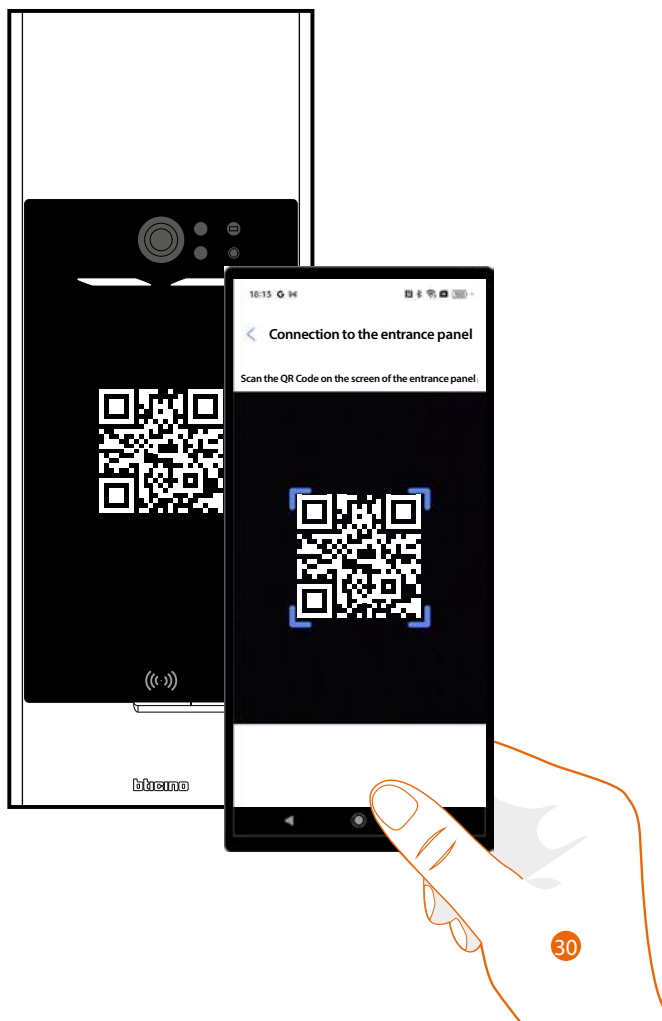 18:15
Connection to the entrance panel
Scan the QR Code on the screen of the entrance panel
bticino
30